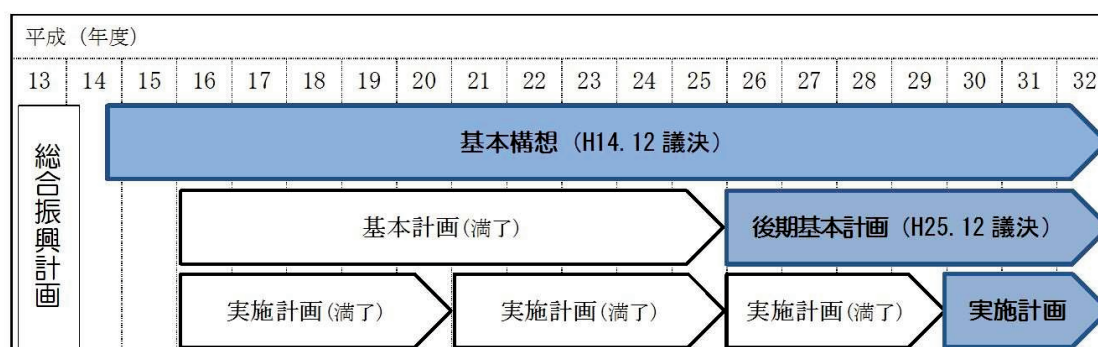 平成（年度）
13 14 15 16 17 18 19 20 21 22 23 24 25 26 27 28 29 30 31 32
総合振興計画
基本構想（H14.12 議決）
基本計画(満了) 後期基本計画（H25.12 議決）
実施計画(満了) 実施計画(満了) 実施計画(満了) 実施計画